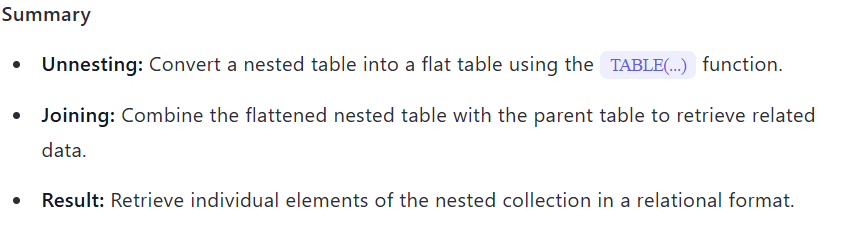 Summary
• Unnesting: Convert a nested table into a flat table using the TABLE(...) function.
• Joining: Combine the flattened nested table with the parent table to retrieve related
data.
• Result: Retrieve individual elements of the nested collection in a relational format.